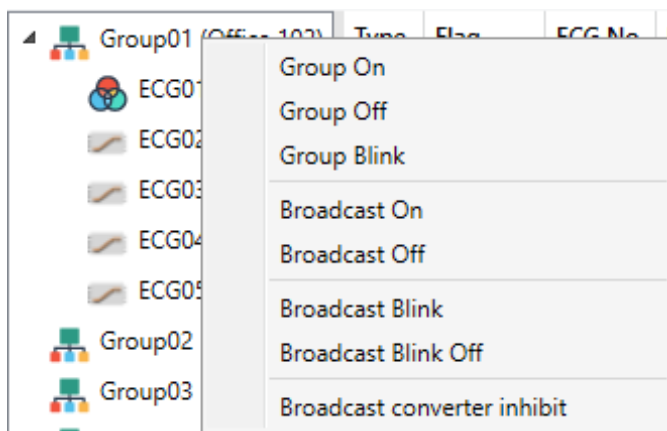 Group01 (Office 102) Type Flag ECG No
Group On
ECG01
Group Off
ECG02
Group Blink
ECG03
Broadcast On
ECG04
Broadcast Off
ECG05
Broadcast Blink
Group02
Broadcast Blink Off
Group03
Broadcast converter inhibit